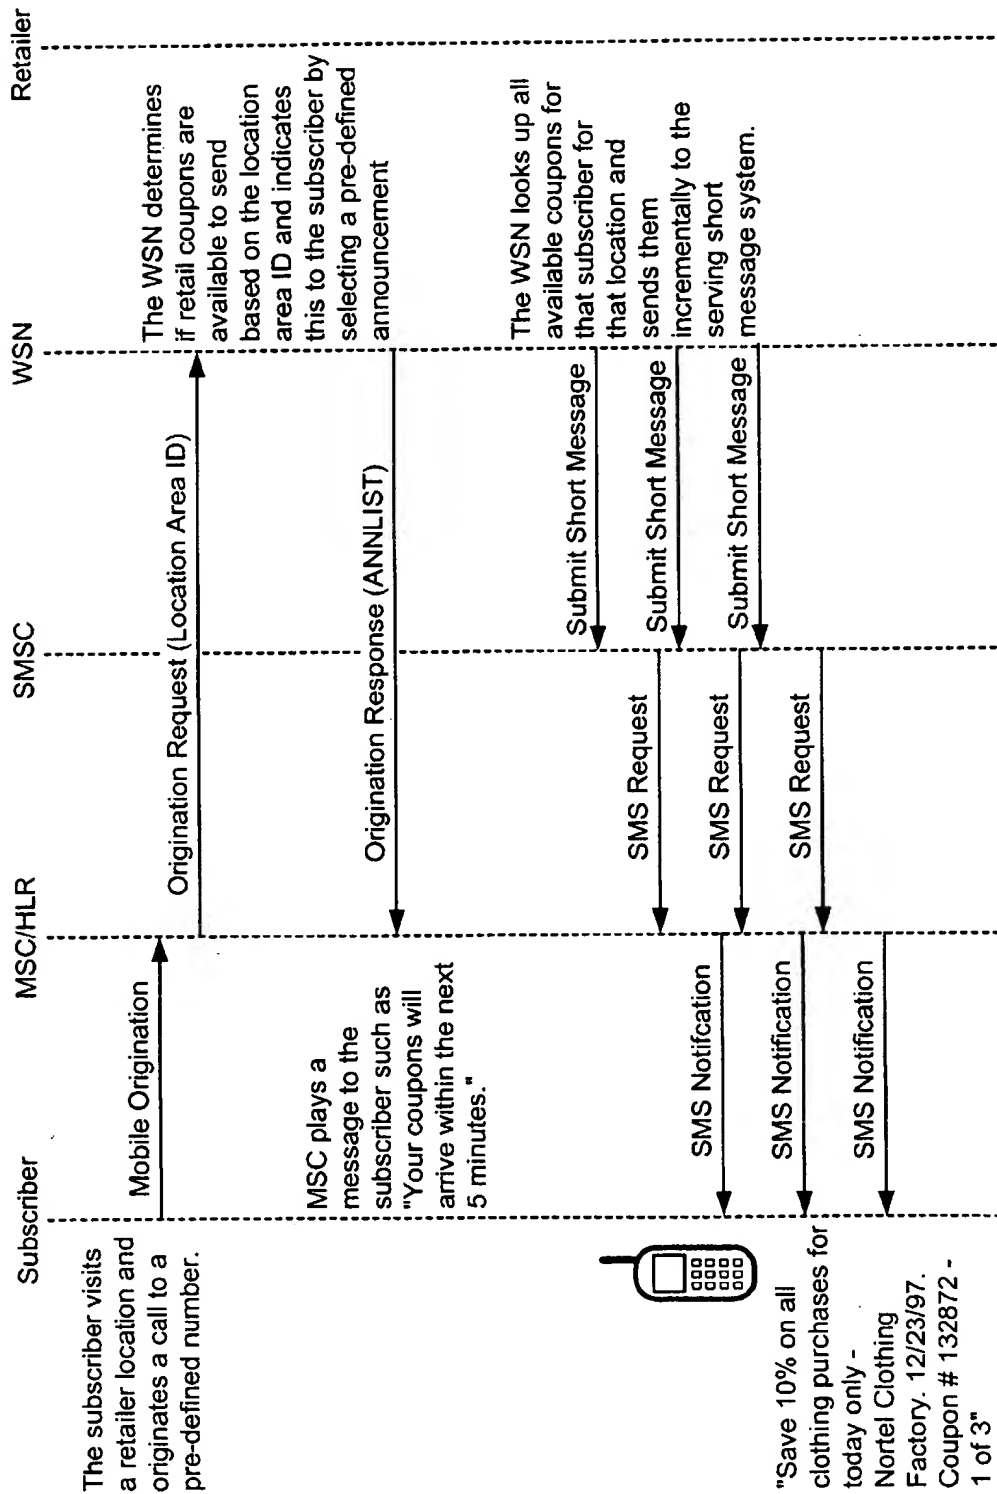 Subscriber
MSC/HLR
SMSC
WSN
Retailer
The subscriber visits
a retailer location and
originates a call to a
pre-defined number.
Mobile Origination
Origination Request (Location Area ID)
The WSN determines
if retail coupons are
available to send
based on the location
area ID and indicates
this to the subscriber by
selecting a pre-defined
announcement
MSC plays a
message to the
subscriber such as
"Your coupons will
arrive within the next
5 minutes."
Origination Response (ANNLIST)
The WSN looks up all
available coupons for
that subscriber for
that location and
sends them
incrementally to the
serving short
message system.
Submit Short Message
Submit Short Message
Submit Short Message
SMS Request
SMS Request
SMS Request
SMS Notifcation
SMS Notification
SMS Notification
"Save 10% on all
clothing purchases for
today only -
Nortel Clothing
Factory. 12/23/97.
Coupon # 132872 -
1 of 3"